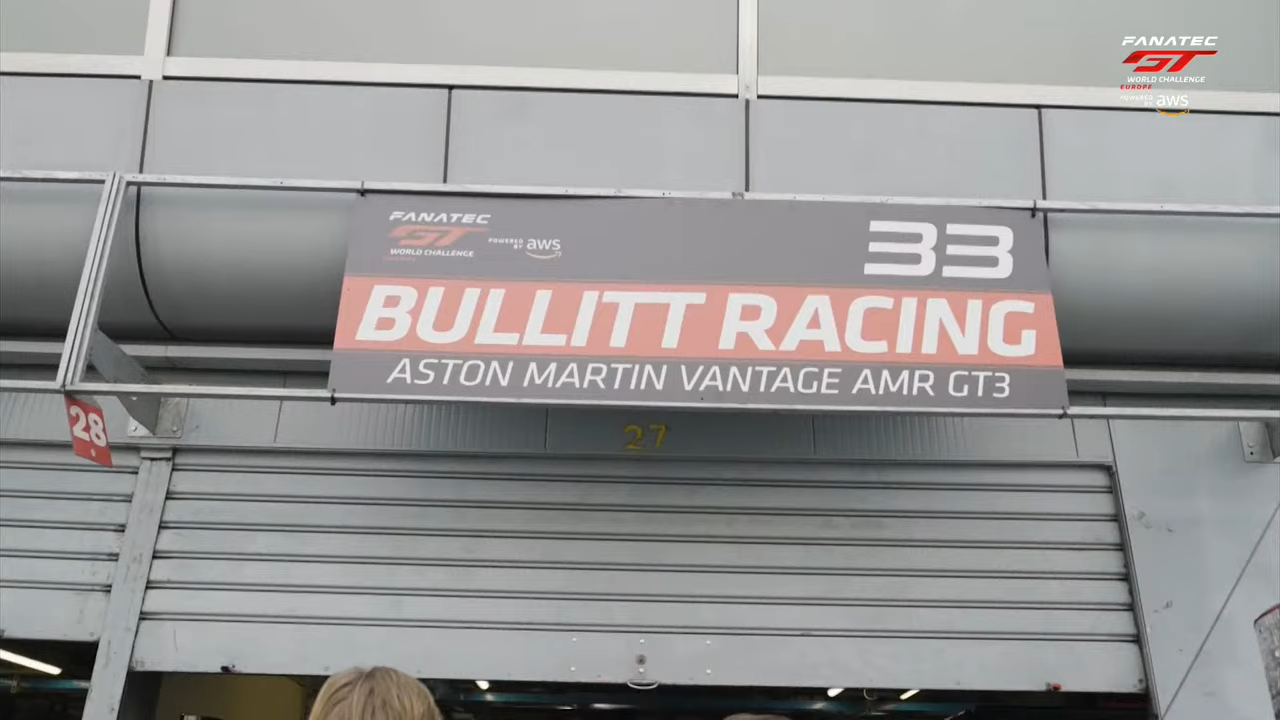 FANATEC
GT
WORLD CHALLENGE
EUROPE
POWERED BY aws
FANATEC
GT
WORLD CHALLENGE
POWERED BY aws
33
BULLITT RACING
ASTON MARTIN VANTAGE AMR GT3
28
27